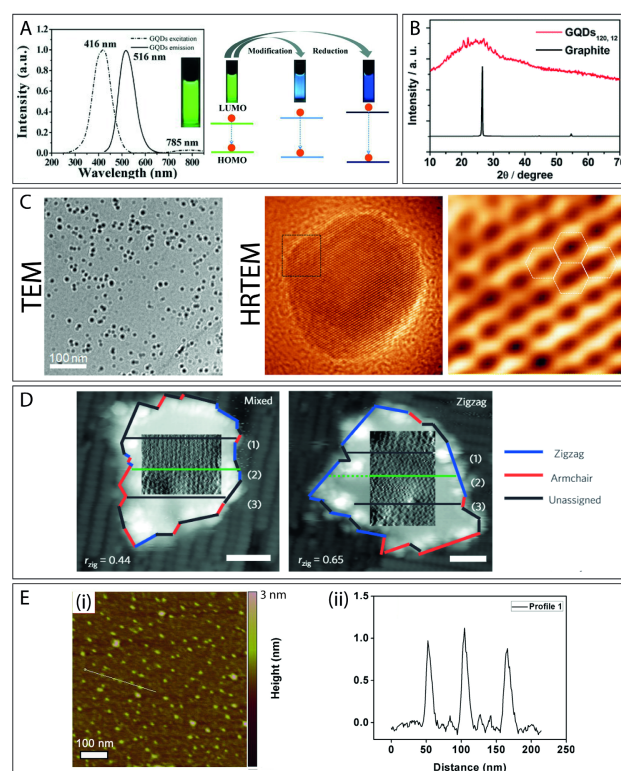 A
416 nm
GQDs excitation
GQDs emission
516 nm
785 nm
Intensity (a.u.)
1.0
0.8
0.6
0.4
0.2
0.0
200 300 400 500 600 700 800
Wavelength (nm)
Modification
Reduction
LUMO
HOMO
B
GQDs120, 12
Graphite
Intensity / a. u.
10 20 30 40 50 60 70
2θ / degree
C
TEM
100 nm
HRTEM
D
Mixed
(1)
(2)
(3)
rzig = 0.44
Zigzag
(1)
(2)
(3)
rzig = 0.65
Zigzag
Armchair
Unassigned
E
(i)
3 nm
Height (nm)
100 nm
(ii)
Profile 1
1.5
1.0
0.5
0.0
0 50 100 150 200 250
Distance (nm)